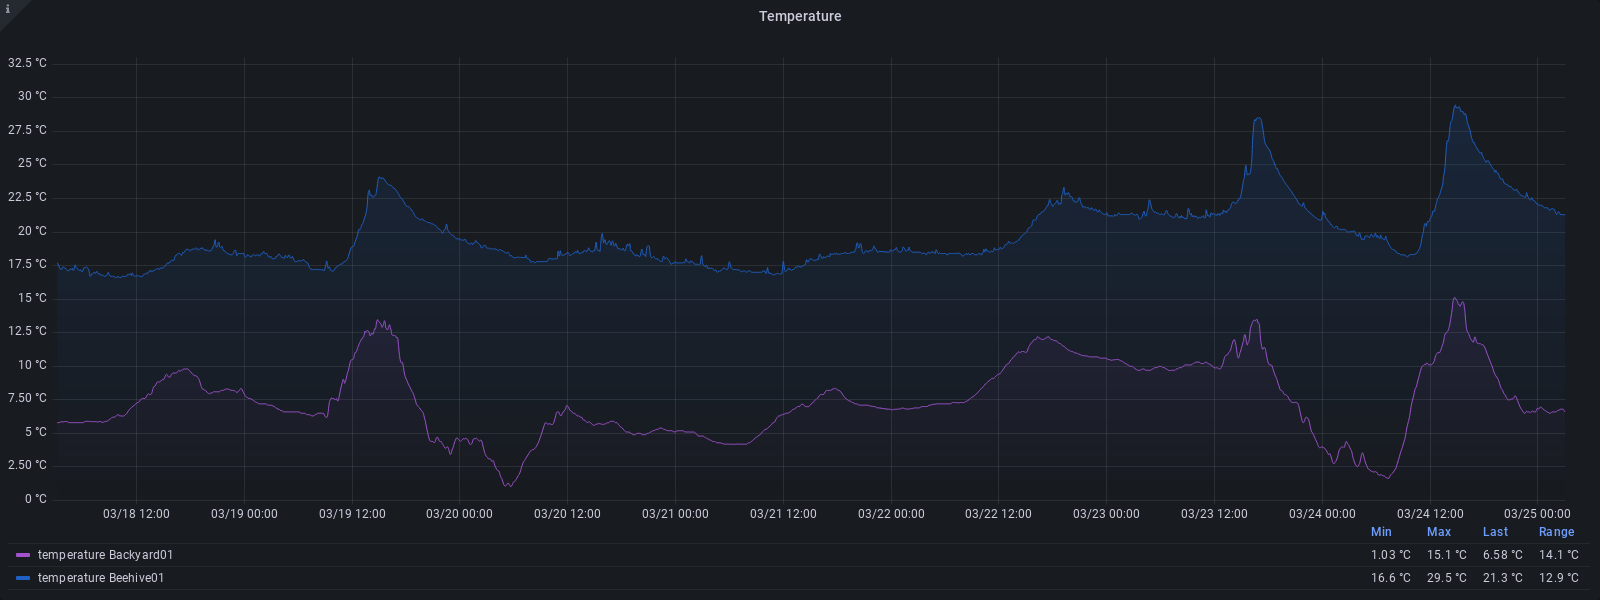 i
Temperature
32.5 °C
30 °C
27.5 °C
25 °C
22.5 °C
20 °C
17.5 °C
15 °C
12.5 °C
10 °C
7.50 °C
5 °C
2.50 °C
0 °C
03/18 12:00 03/19 00:00 03/19 12:00 03/20 00:00 03/20 12:00 03/21 00:00 03/21 12:00 03/22 00:00 03/22 12:00 03/23 00:00 03/23 12:00 03/24 00:00 03/24 12:00 03/25 00:00
Min Max Last Range
temperature Backyard01 1.03 °C 15.1 °C 6.58 °C 14.1 °C
temperature Beehive01 16.6 °C 29.5 °C 21.3 °C 12.9 °C